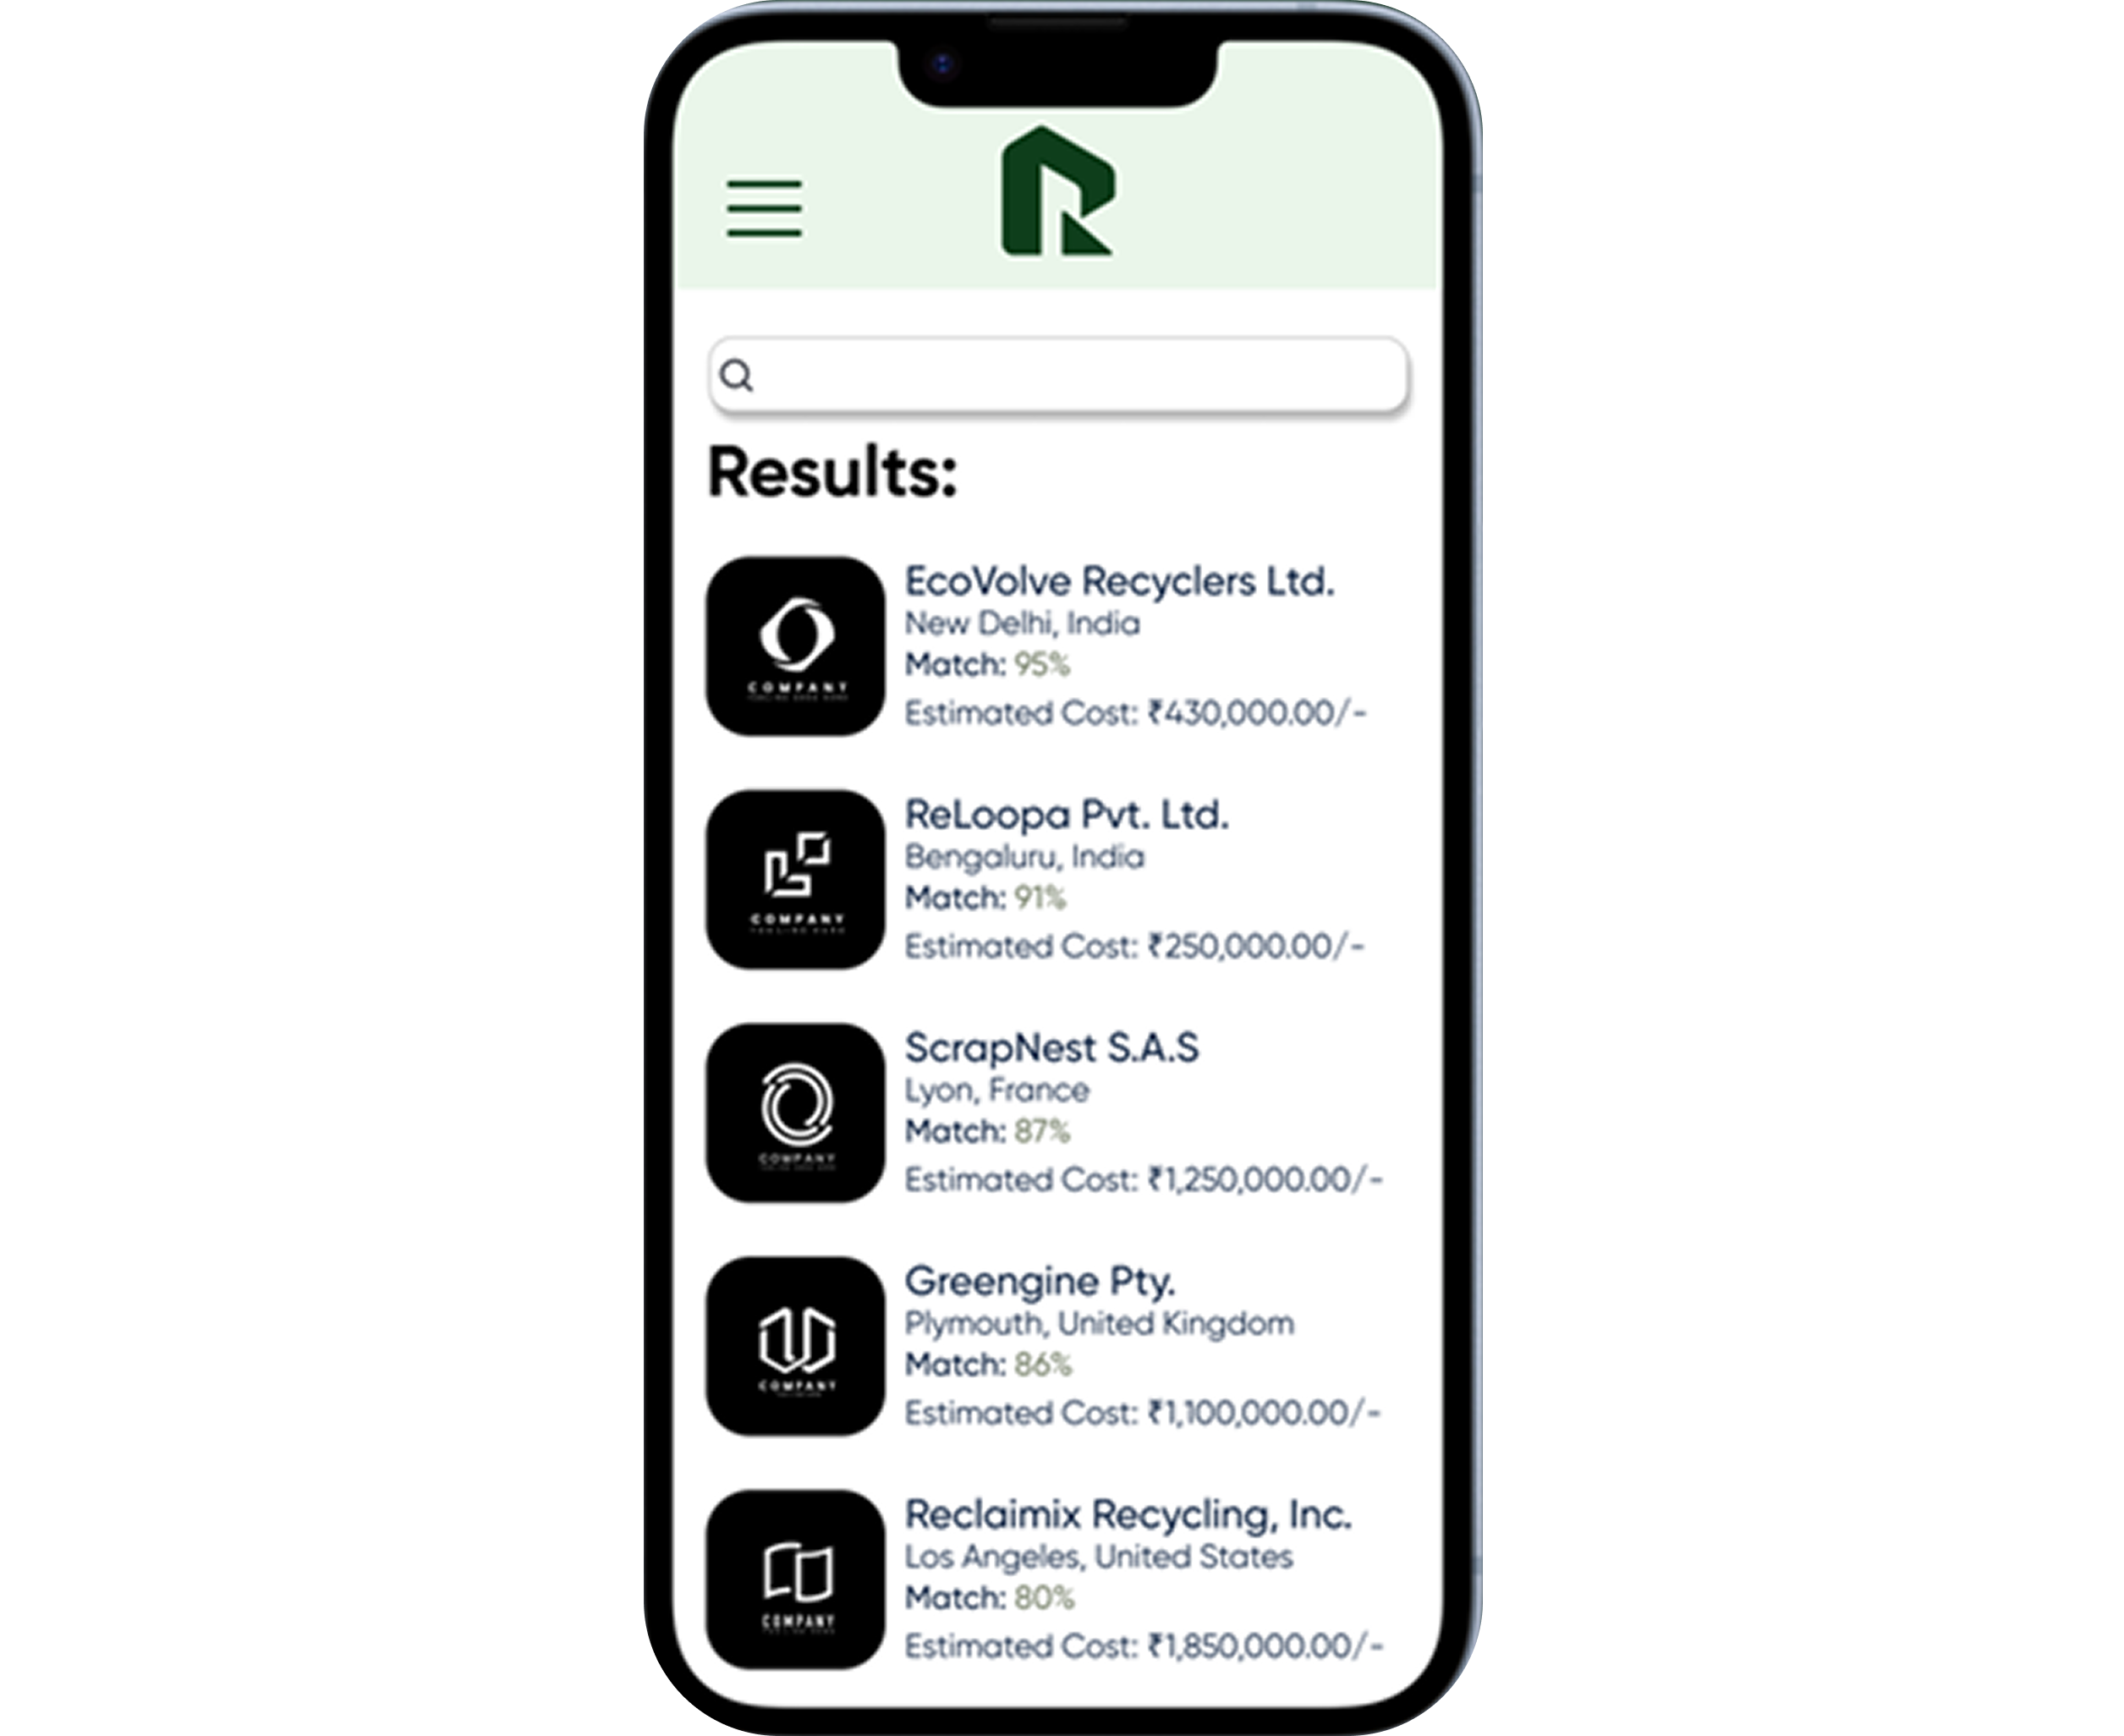 Results:
EcoVolve Recyclers Ltd.
New Delhi, India
Match: 95%
Estimated Cost: ₹430,000.00/-
COMPANY
ReLoopa Pvt. Ltd.
Bengaluru, India
Match: 91%
Estimated Cost: ₹250,000.00/-
COMPANY
ScrapNest S.A.S
Lyon, France
Match: 87%
Estimated Cost: ₹1,250,000.00/-
COMPANY
Greengine Pty.
Plymouth, United Kingdom
Match: 86%
Estimated Cost: ₹1,100,000.00/-
COMPANY
Reclaimix Recycling, Inc.
Los Angeles, United States
Match: 80%
Estimated Cost: ₹1,850,000.00/-
COMPANY